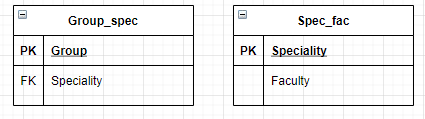 Group_spec
PK Group
FK Speciality
Spec_fac
PK Speciality
Faculty